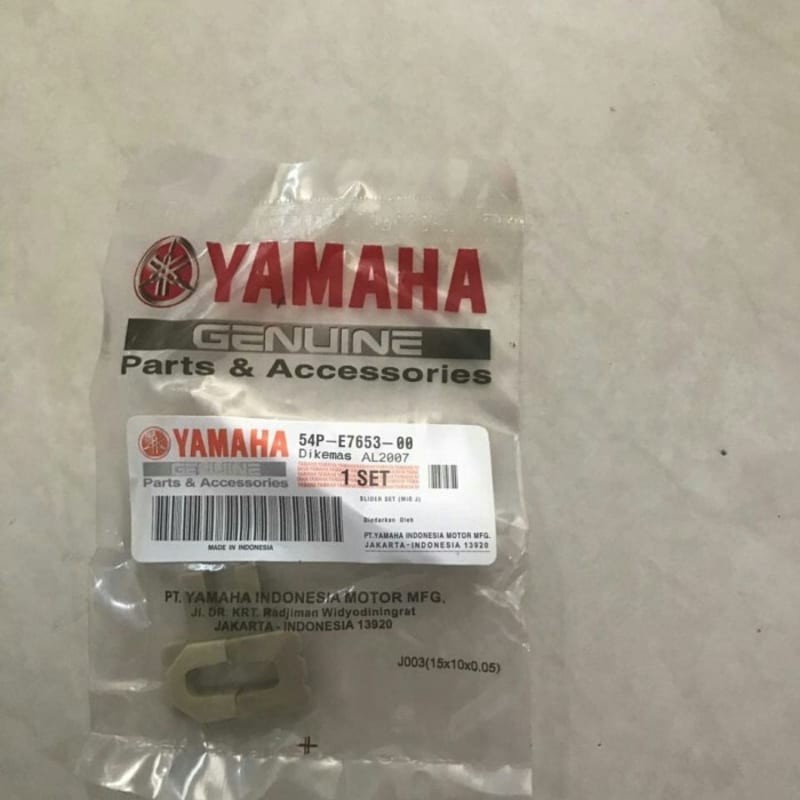 YAMAHA
GENUINE
Parts & Accessories
YAMAHA
GENUINE
Parts & Accessories
54P-E7653-00
Dikemas AL2007
1 SET
SLIDER SET (MIO J)
Diedarkan Oleh
PT.YAMAHA INDONESIA MOTOR MFG.
JAKARTA-INDONESIA 13920
MADE IN INDONESIA
PT. YAMAHA INDONESIA MOTOR MFG.
Jl. DR. KRT. Radjiman Widyodiningrat
JAKARTA - INDONESIA 13920
J003(15x10x0.05)